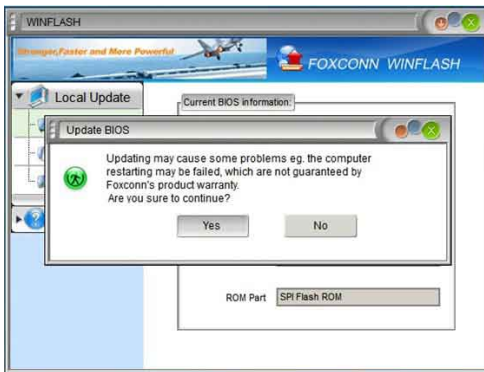 WINFLASH
Stronger,Faster and More Powerful
FOXCONN WINFLASH
Local Update
Current BIOS information:
Update BIOS
Updating may cause some problems eg. the computer
restarting may be failed, which are not guaranteed by
Foxconn's product warranty.
Are you sure to continue?
Yes
No
ROM Part
SPI Flash ROM